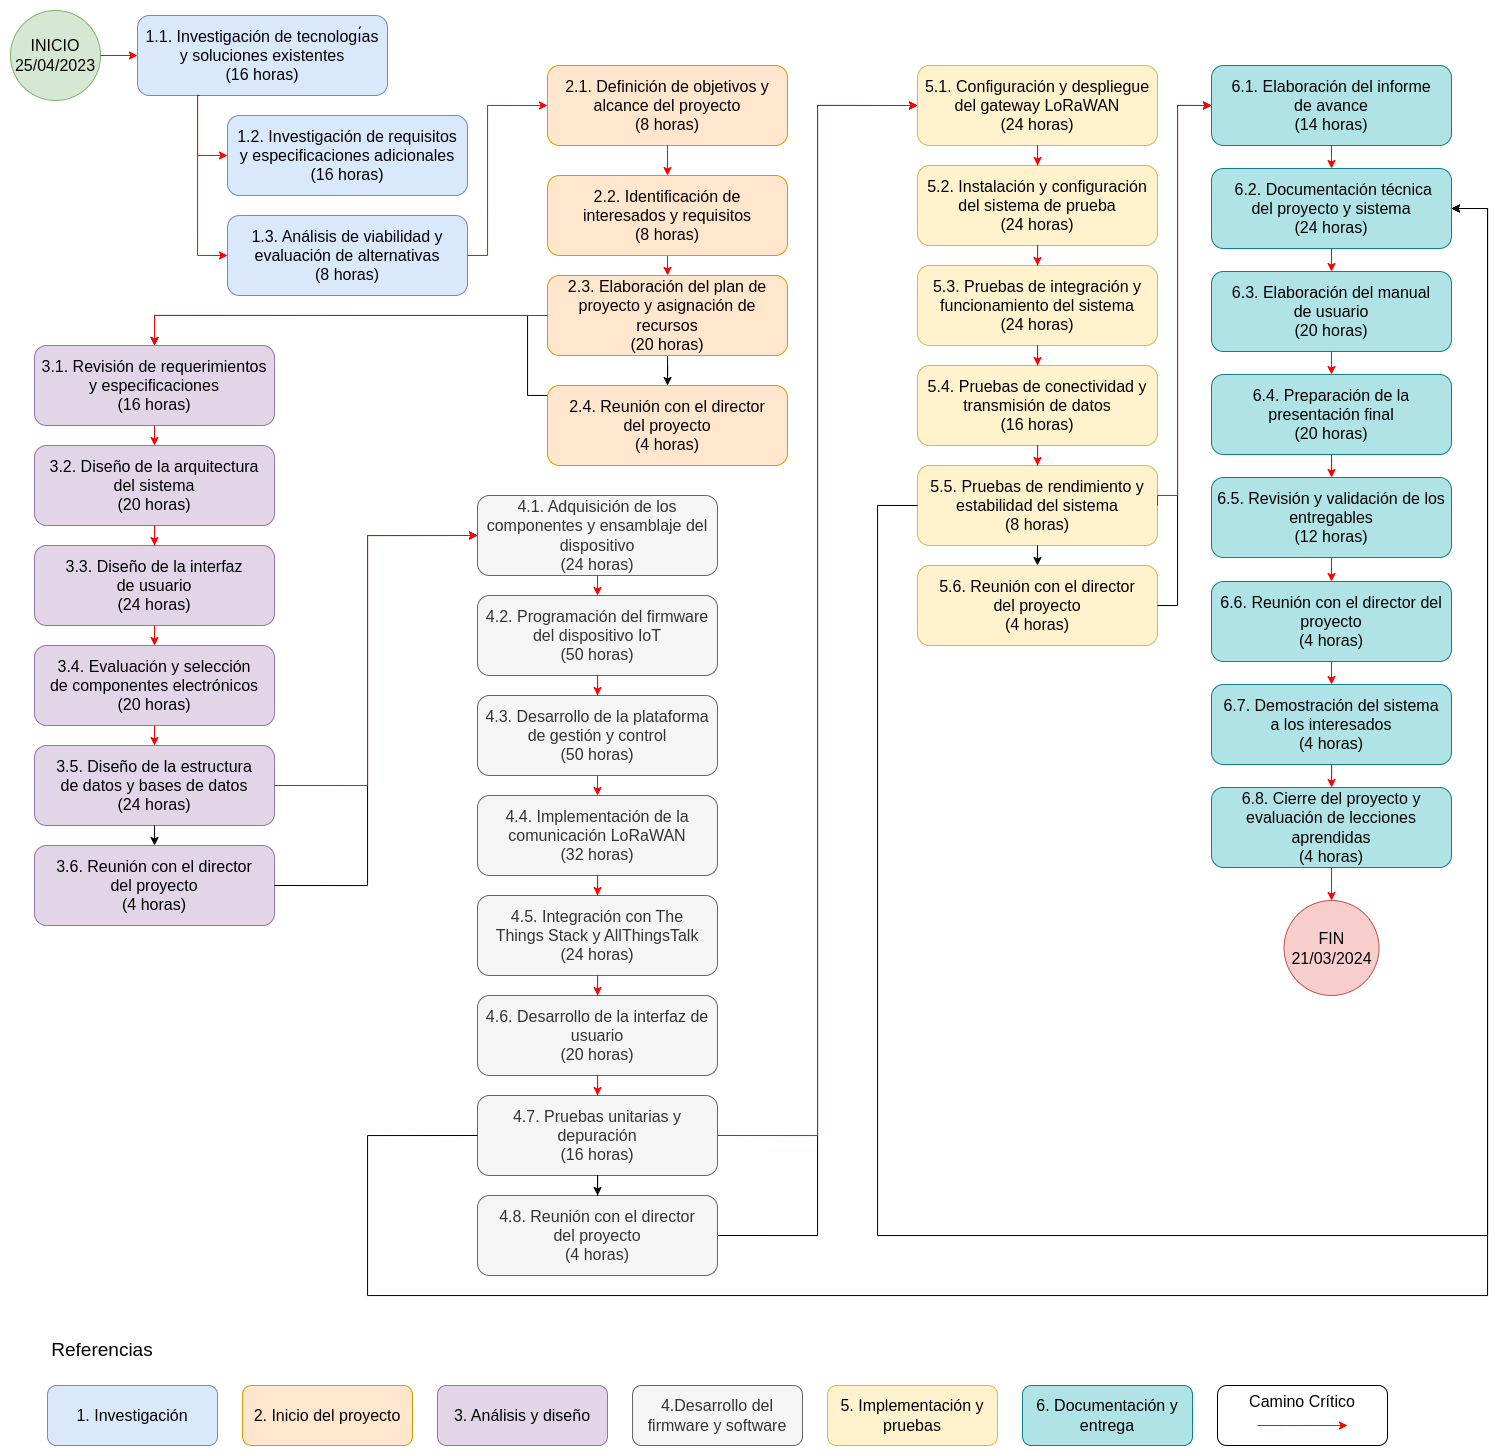 INICIO
25/04/2023
1.1. Investigación de tecnologías
y soluciones existentes
(16 horas)
1.2. Investigación de requisitos
y especificaciones adicionales
(16 horas)
1.3. Análisis de viabilidad y
evaluación de alternativas
(8 horas)
2.1. Definición de objetivos y
alcance del proyecto
(8 horas)
2.2. Identificación de
interesados y requisitos
(8 horas)
2.3. Elaboración del plan de
proyecto y asignación de
recursos
(20 horas)
2.4. Reunión con el director
del proyecto
(4 horas)
3.1. Revisión de requerimientos
y especificaciones
(16 horas)
3.2. Diseño de la arquitectura
del sistema
(20 horas)
3.3. Diseño de la interfaz
de usuario
(24 horas)
3.4. Evaluación y selección
de componentes electrónicos
(20 horas)
3.5. Diseño de la estructura
de datos y bases de datos
(24 horas)
3.6. Reunión con el director
del proyecto
(4 horas)
4.1. Adquisición de los
componentes y ensamblaje del
dispositivo
(24 horas)
4.2. Programación del firmware
del dispositivo IoT
(50 horas)
4.3. Desarrollo de la plataforma
de gestión y control
(50 horas)
4.4. Implementación de la
comunicación LoRaWAN
(32 horas)
4.5. Integración con The
Things Stack y AllThingsTalk
(24 horas)
4.6. Desarrollo de la interfaz de
usuario
(20 horas)
4.7. Pruebas unitarias y
depuración
(16 horas)
4.8. Reunión con el director
del proyecto
(4 horas)
5.1. Configuración y despliegue
del gateway LoRaWAN
(24 horas)
5.2. Instalación y configuración
del sistema de prueba
(24 horas)
5.3. Pruebas de integración y
funcionamiento del sistema
(24 horas)
5.4. Pruebas de conectividad y
transmisión de datos
(16 horas)
5.5. Pruebas de rendimiento y
estabilidad del sistema
(8 horas)
5.6. Reunión con el director
del proyecto
(4 horas)
6.1. Elaboración del informe
de avance
(14 horas)
6.2. Documentación técnica
del proyecto y sistema
(24 horas)
6.3. Elaboración del manual
de usuario
(20 horas)
6.4. Preparación de la
presentación final
(20 horas)
6.5. Revisión y validación de los
entregables
(12 horas)
6.6. Reunión con el director del
proyecto
(4 horas)
6.7. Demostración del sistema
a los interesados
(4 horas)
6.8. Cierre del proyecto y
evaluación de lecciones
aprendidas
(4 horas)
FIN
21/03/2024
Referencias
1. Investigación
2. Inicio del proyecto
3. Análisis y diseño
4.Desarrollo del
firmware y software
5. Implementación y
pruebas
6. Documentación y
entrega
Camino Crítico